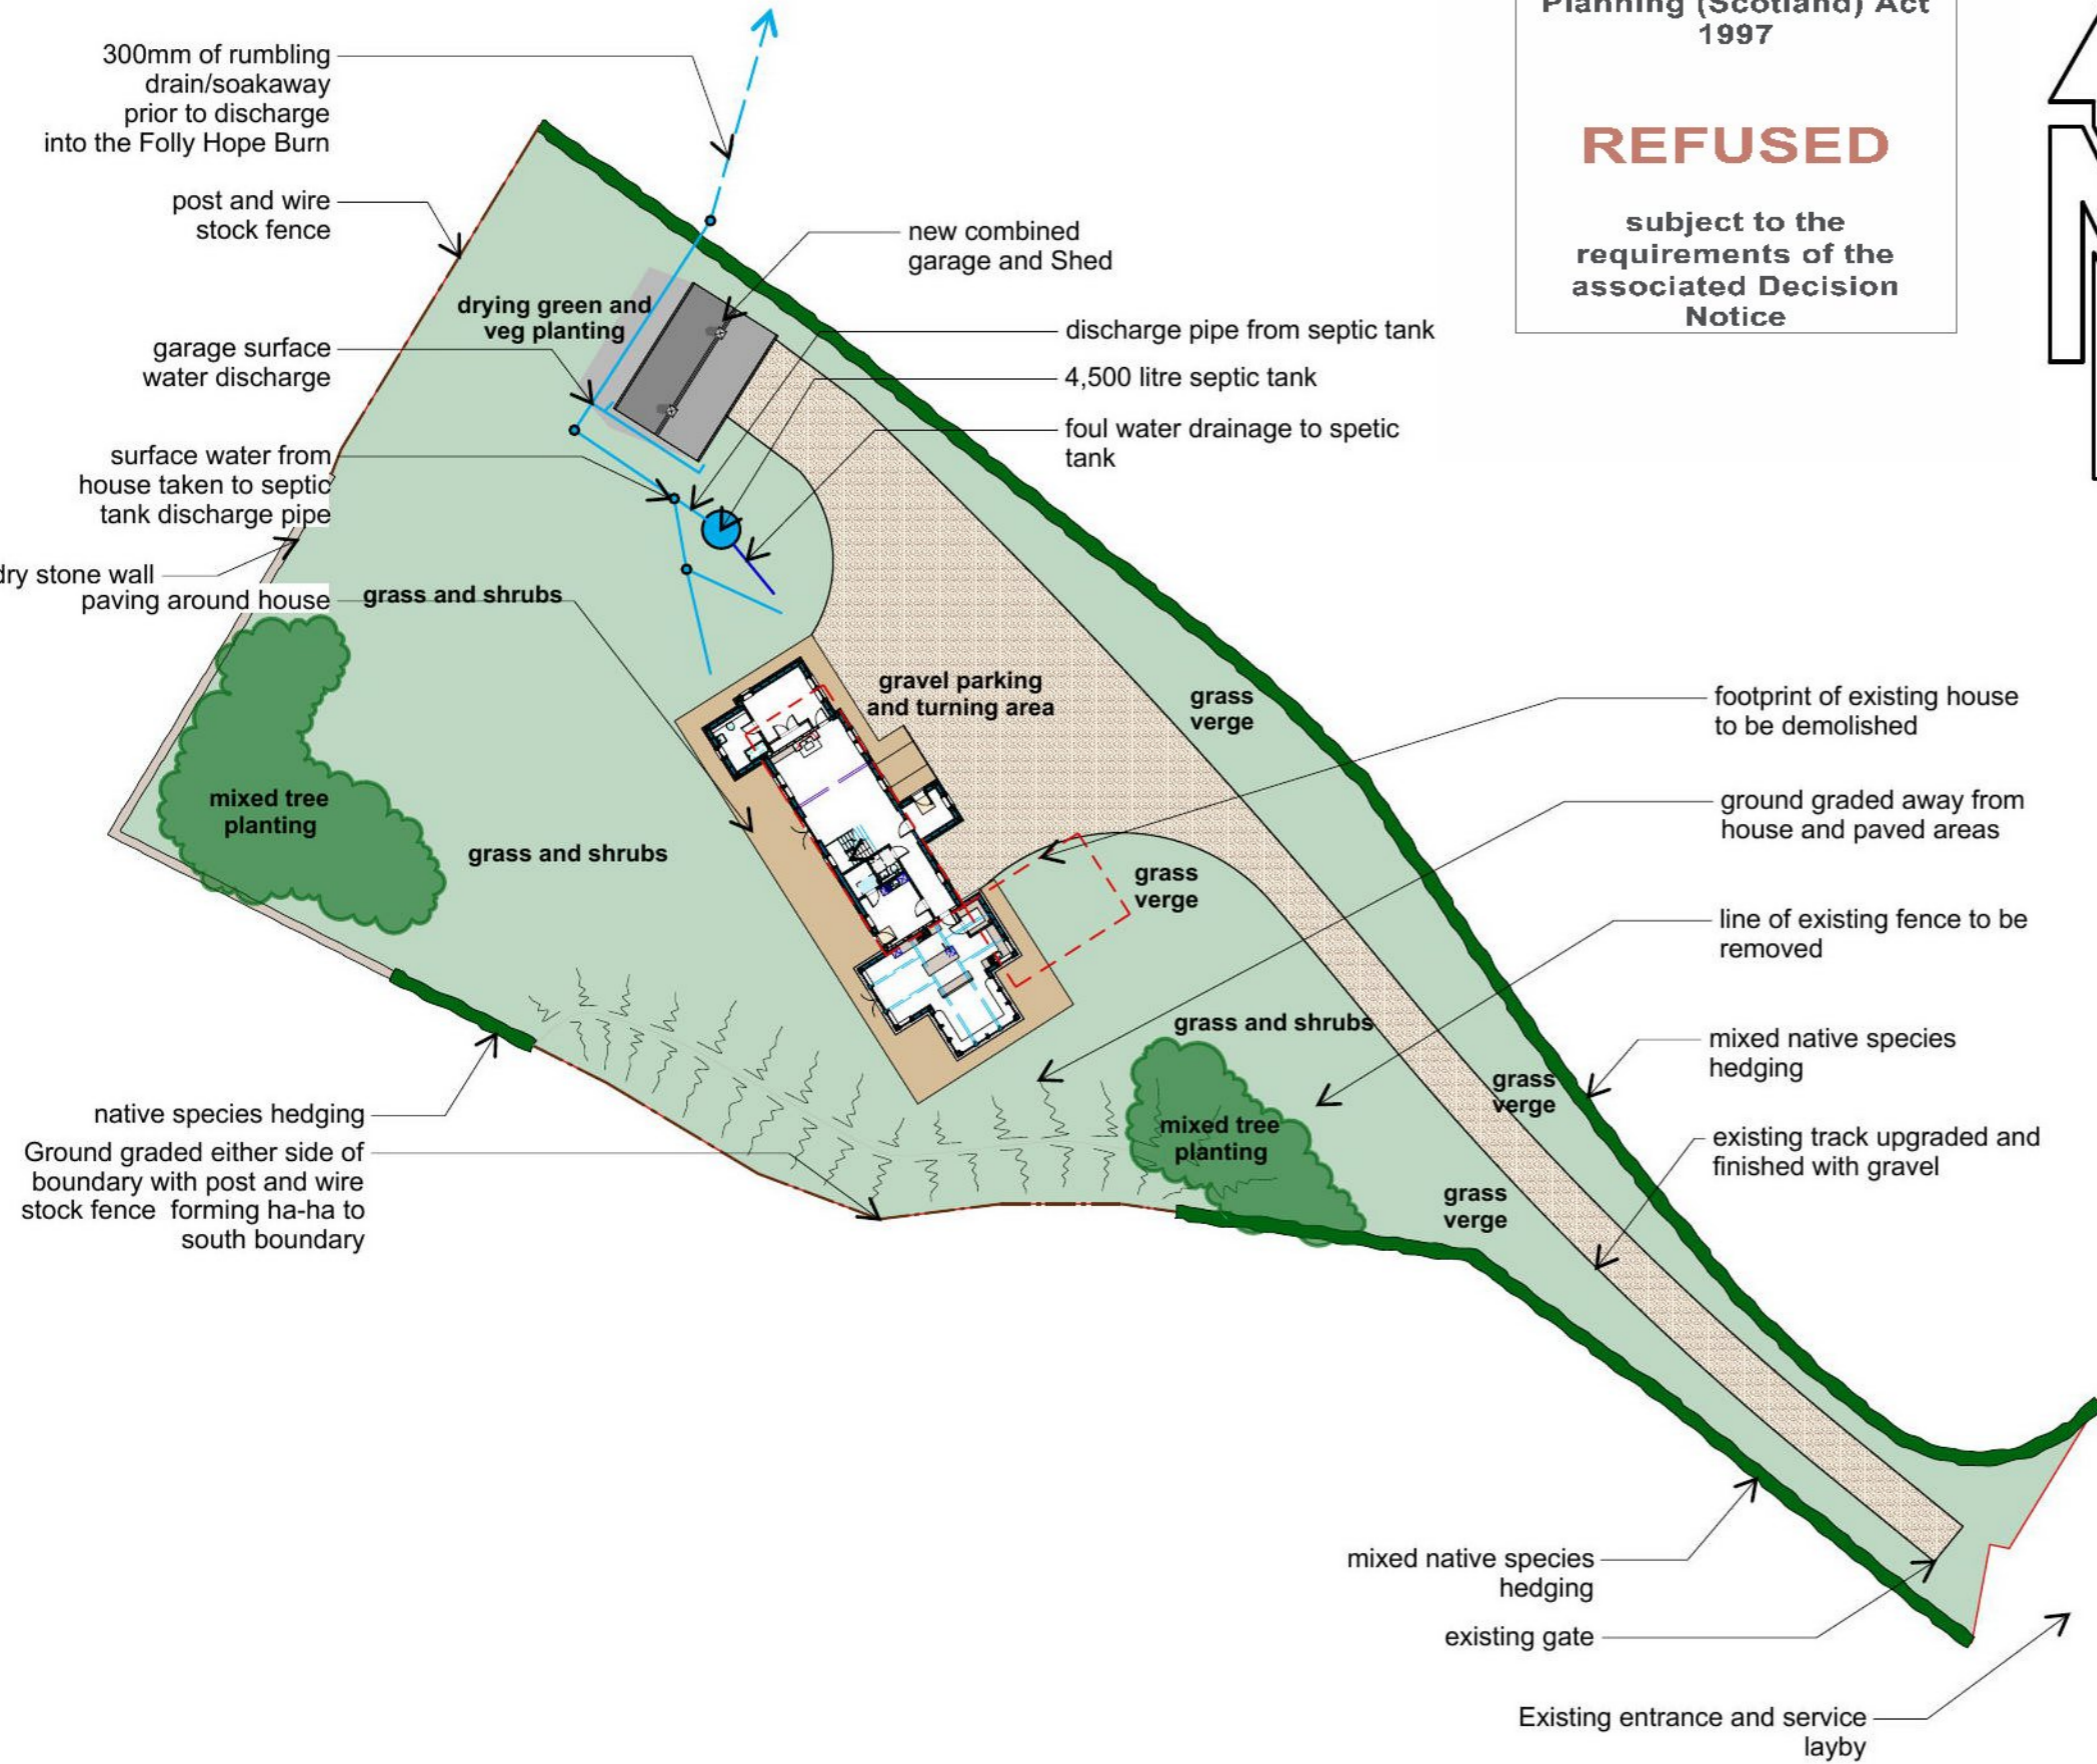 Planning (Scotland) Act
1997
REFUSED
subject to the
requirements of the
associated Decision
Notice
300mm of rumbling
drain/soakaway
prior to discharge
into the Folly Hope Burn
post and wire
stock fence
garage surface
water discharge
surface water from
house taken to septic
tank discharge pipe
dry stone wall
paving around house
drying green and
veg planting
new combined
garage and Shed
discharge pipe from septic tank
4,500 litre septic tank
foul water drainage to spetic
tank
grass and shrubs
mixed tree
planting
grass and shrubs
gravel parking
and turning area
grass
verge
grass
verge
footprint of existing house
to be demolished
ground graded away from
house and paved areas
line of existing fence to be
removed
grass and shrubs
mixed tree
planting
grass
verge
grass
verge
mixed native species
hedging
existing track upgraded and
finished with gravel
native species hedging
Ground graded either side of
boundary with post and wire
stock fence forming ha-ha to
south boundary
mixed native species
hedging
existing gate
Existing entrance and service
layby